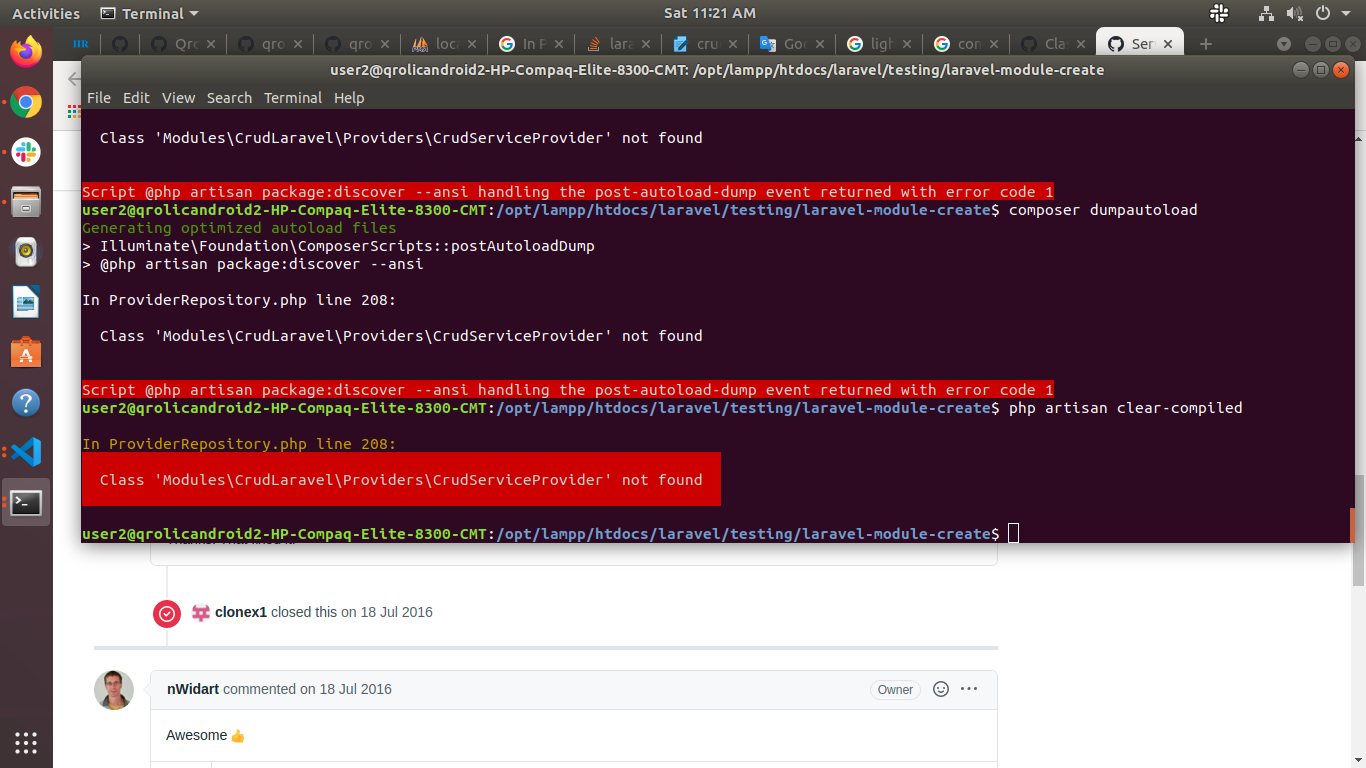 Activities
Terminal
Sat 11:21 AM
HR
Qro
qro
qro
loca
In P
lara
cru
Goo
ligh
con
Cla
Ser
user2@qrolicandroid2-HP-Compaq-Elite-8300-CMT: /opt/lampp/htdocs/laravel/testing/laravel-module-create
File Edit View Search Terminal Help
Class 'Modules\CrudLaravel\Providers\CrudServiceProvider' not found
Script @php artisan package:discover --ansi handling the post-autoload-dump event returned with error code 1
user2@qrolicandroid2-HP-Compaq-Elite-8300-CMT:/opt/lampp/htdocs/laravel/testing/laravel-module-create$ composer dumpautoload
Generating optimized autoload files
> Illuminate\Foundation\ComposerScripts::postAutoloadDump
> @php artisan package:discover --ansi
In ProviderRepository.php line 208:
Class 'Modules\CrudLaravel\Providers\CrudServiceProvider' not found
Script @php artisan package:discover --ansi handling the post-autoload-dump event returned with error code 1
user2@qrolicandroid2-HP-Compaq-Elite-8300-CMT:/opt/lampp/htdocs/laravel/testing/laravel-module-create$ php artisan clear-compiled
In ProviderRepository.php line 208:
Class 'Modules\CrudLaravel\Providers\CrudServiceProvider' not found
user2@qrolicandroid2-HP-Compaq-Elite-8300-CMT:/opt/lampp/htdocs/laravel/testing/laravel-module-create$
clonex1 closed this on 18 Jul 2016
nWidart commented on 18 Jul 2016
Owner
Awesome 👍